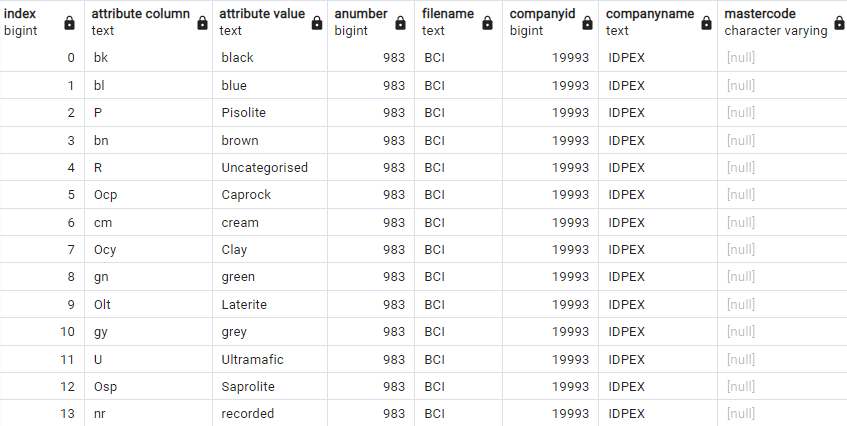 index attribute column attribute value anumber filename companyid companyname mastercode
bigint text text bigint text bigint text character varying
0 bk black 983 BCI 19993 IDPEX [null]
1 bl blue 983 BCI 19993 IDPEX [null]
2 P Pisolite 983 BCI 19993 IDPEX [null]
3 bn brown 983 BCI 19993 IDPEX [null]
4 R Uncategorised 983 BCI 19993 IDPEX [null]
5 Ocp Caprock 983 BCI 19993 IDPEX [null]
6 cm cream 983 BCI 19993 IDPEX [null]
7 Ocy Clay 983 BCI 19993 IDPEX [null]
8 gn green 983 BCI 19993 IDPEX [null]
9 Olt Laterite 983 BCI 19993 IDPEX [null]
10 gy grey 983 BCI 19993 IDPEX [null]
11 U Ultramafic 983 BCI 19993 IDPEX [null]
12 Osp Saprolite 983 BCI 19993 IDPEX [null]
13 nr recorded 983 BCI 19993 IDPEX [null]